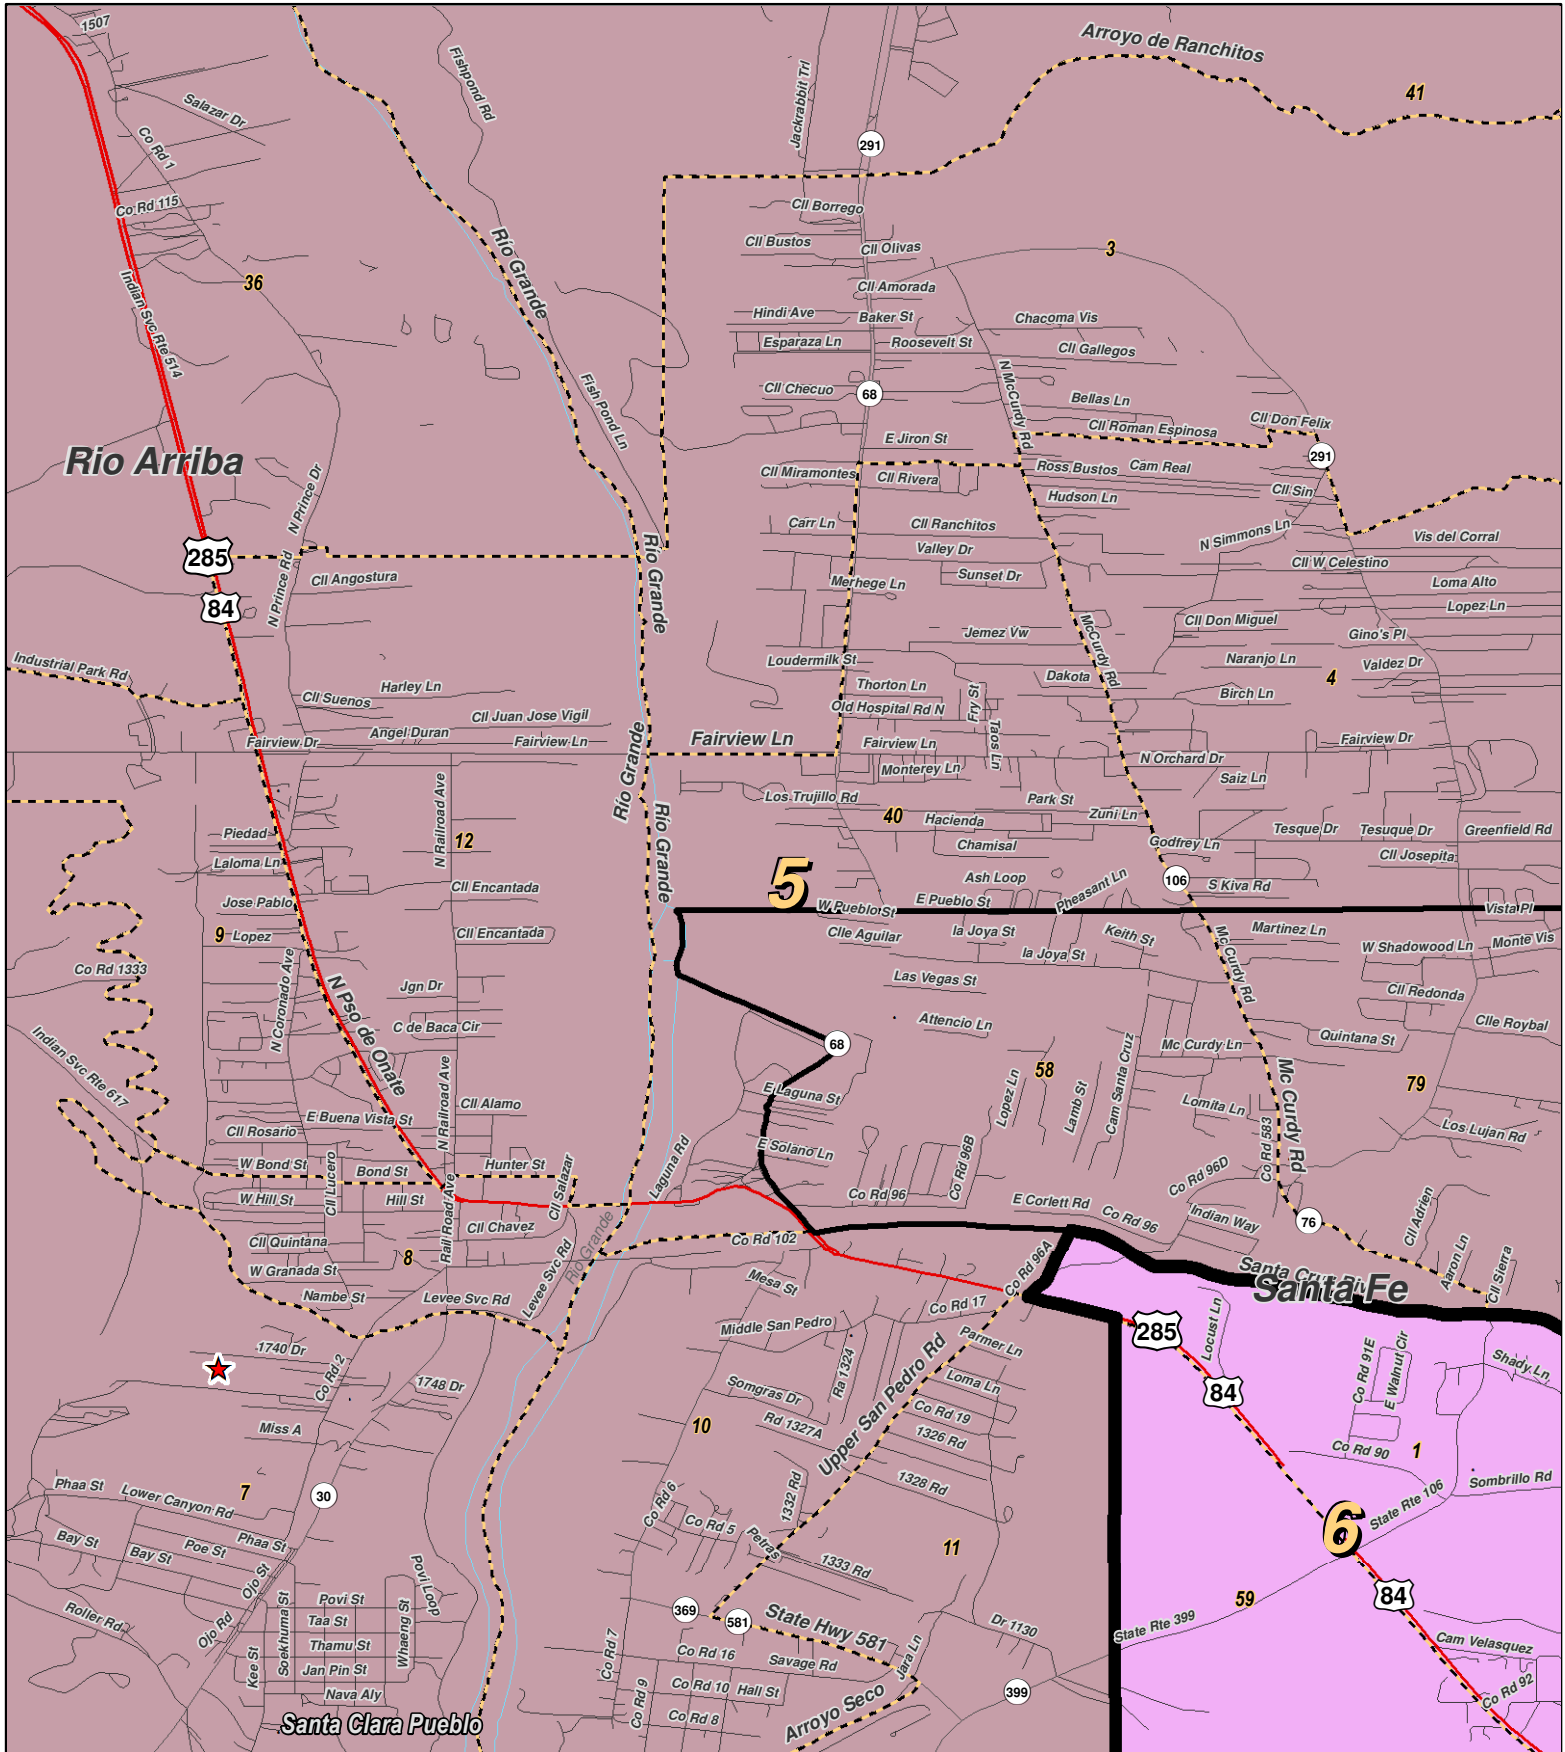 1507
Fishpond Rd
Arroyo de Ranchitos
41
Salazar Dr
Jackrabbit Trl
Co Rd 1
291
Co Rd 115
Cll Borrego
Cll Bustos
Cll Olivas
3
36
Rio Grande
Cll Amorada
Indian Svc Rte 514
Hindi Ave
Baker St
Chacoma Vis
Esparaza Ln
Roosevelt St
Cll Gallegos
Fish Pond Ln
Cll Checuo
68
N McCurdy Rd
Bellas Ln
Cll Don Felix
Cll Roman Espinosa
E Jiron St
Rio Arriba
291
Cll Miramontes
Cll Rivera
Ross Bustos
Cam Real
N Prince Dr
Hudson Ln
Cll Sin
Carr Ln
Cll Ranchitos
N Simmons Ln
Vis del Corral
285
Rio Grande
Valley Dr
Cll W Celestino
Cll Angostura
Merhege Ln
Sunset Dr
Loma Alto
N Prince Rd
84
Lopez Ln
Cll Don Miguel
Jemez Vw
McCurdy Rd
Gino's Pl
Industrial Park Rd
Loudermilk St
Naranjo Ln
Valdez Dr
4
Harley Ln
Thorton Ln
Dakota
Birch Ln
Cll Suenos
Old Hospital Rd N
Fry St
Cll Juan Jose Vigil
Angel Duran
Taos Ln
Fairview Dr
Fairview Ln
Fairview Ln
Fairview Ln
Fairview Dr
Rio Grande
Monterey Ln
N Orchard Dr
Saiz Ln
N Railroad Ave
Los Trujillo Rd
Park St
Rio Grande
40
Hacienda
Zuni Ln
Piedad
12
Tesque Dr
Tesuque Dr
Greenfield Rd
Chamisal
Godfrey Ln
Laloma Ln
Cll Josepita
5
Cll Encantada
Ash Loop
Pheasant Ln
106
S Kiva Rd
Jose Pablo
W Pueblo St
E Pueblo St
Vista Pl
9
Lopez
Cll Encantada
Clle Aguilar
la Joya St
Keith St
Martinez Ln
W Shadowood Ln
Monte Vis
Co Rd 1333
la Joya St
Mc Curdy Rd
N Coronado Ave
N Pso de Onate
Jgn Dr
Las Vegas St
Cll Redonda
Attencio Ln
C de Baca Cir
Clle Roybal
Indian Svc Rte 617
68
Mc Curdy Ln
Quintana St
58
Cam Santa Cruz
79
N Railroad Ave
E Laguna St
Lopez Ln
Lamb St
Mc Curdy Rd
Cll Alamo
Lomita Ln
E Buena Vista St
Cll Rosario
E Solano Ln
Co Rd 583
Los Lujan Rd
W Bond St
Bond St
Hunter St
Laguna Rd
Co Rd 96B
Co Rd 96D
Cll Lucero
Cll Salazar
W Hill St
Hill St
Co Rd 96
E Corlett Rd
Co Rd 96
Indian Way
76
Cll Adrien
Rail Road Ave
Cll Chavez
Cll Quintana
Co Rd 102
Rio Grande
Levee Svc Rd
8
W Granada St
Co Rd 96A
Aaron Ln
Cll Sierra
Mesa St
Santa Cruz Riv
Santa Fe
Nambe St
Levee Svc Rd
Co Rd 17
Middle San Pedro
285
Locust Ln
1740 Dr
Parmer Ln
Co Rd 91E
E Walnut Cir
Shady Ln
Co Rd 2
1748 Dr
Somgras Dr
Ra 1324
Loma Ln
84
Miss A
10
Rd 1327A
Co Rd 19
1326 Rd
Upper San Pedro Rd
Co Rd 90
1
Phaa St
7
30
1328 Rd
Sombrillo Rd
Lower Canyon Rd
Co Rd 6
1332 Rd
State Rte 106
6
Co Rd 5
Petras
Bay St
Phaa St
Poe St
Bay St
11
1333 Rd
Ojo St
Povi Loop
59
84
Roller Rd
Povi St
369
581
Taa St
State Hwy 581
Dr 1130
State Rte 399
Ojo Rd
Soekhuma St
Thamu St
Whaeng St
Co Rd 16
Savage Rd
Jara Ln
Cam Velasquez
Kee St
Jan Pin St
Co Rd 7
Co Rd 10
Hall St
399
Co Rd 92
Nava Aly
Co Rd 9
Co Rd 8
Arroyo Seco
Santa Clara Pueblo